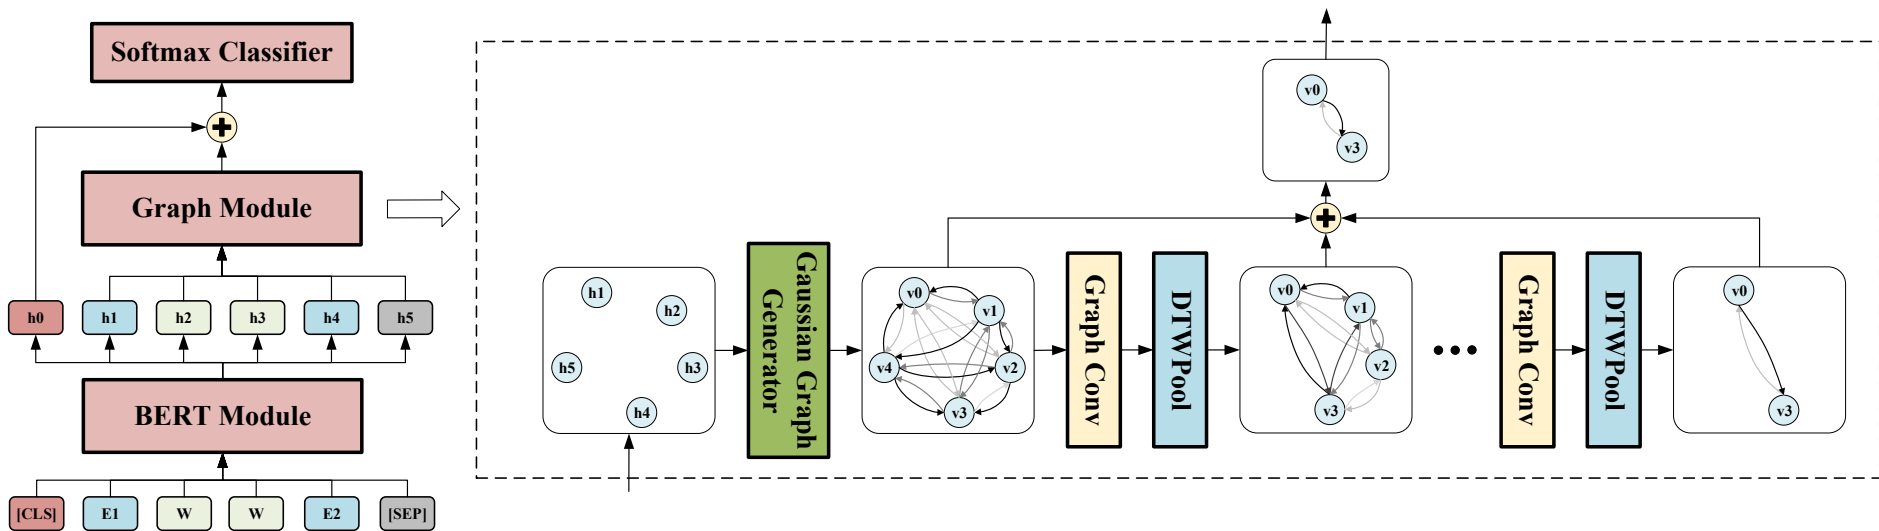 Softmax Classifier
Graph Module
h0 h1 h2 h3 h4 h5
BERT Module
[CLS] E1 W W E2 [SEP]
h1
h2
h3
h4
h5
Gaussian Graph
Generator
v0
v1
v2
v3
v4
Graph Conv
DTWPool
v0
v1
v2
v3
Graph Conv
DTWPool
v0
v3
v0
v3